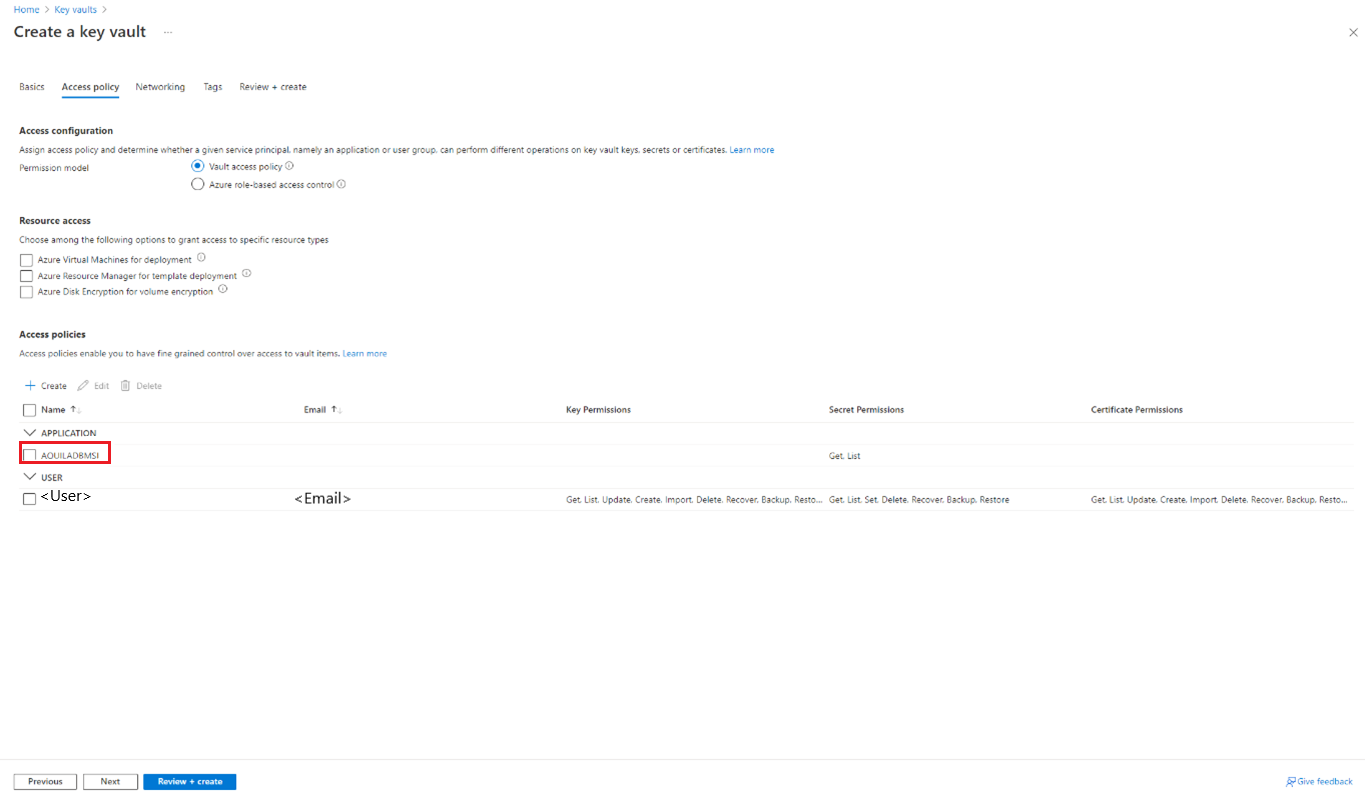 Home > Key vaults >
Create a key vault ...
Basics Access policy Networking Tags Review + create
Access configuration
Assign access policy and determine whether a given service principal, namely an application or user group, can perform different operations on key vault keys, secrets or certificates. Learn more
Permission model Vault access policy
Azure role-based access control
Resource access
Choose among the following options to grant access to specific resource types
Azure Virtual Machines for deployment
Azure Resource Manager for template deployment
Azure Disk Encryption for volume encryption
Access policies
Access policies enable you to have fine grained control over access to vault items. Learn more
+ Create Edit Delete
Name ↑↓ Email ↑↓ Key Permissions Secret Permissions Certificate Permissions
APPLICATION
AQUILADBMSI Get, List
USER
<User> <Email> Get, List, Update, Create, Import, Delete, Recover, Backup, Resto... Get, List, Set, Delete, Recover, Backup, Restore Get, List, Update, Create, Import, Delete, Recover, Backup, Resto...
Previous Next Review + create Give feedback